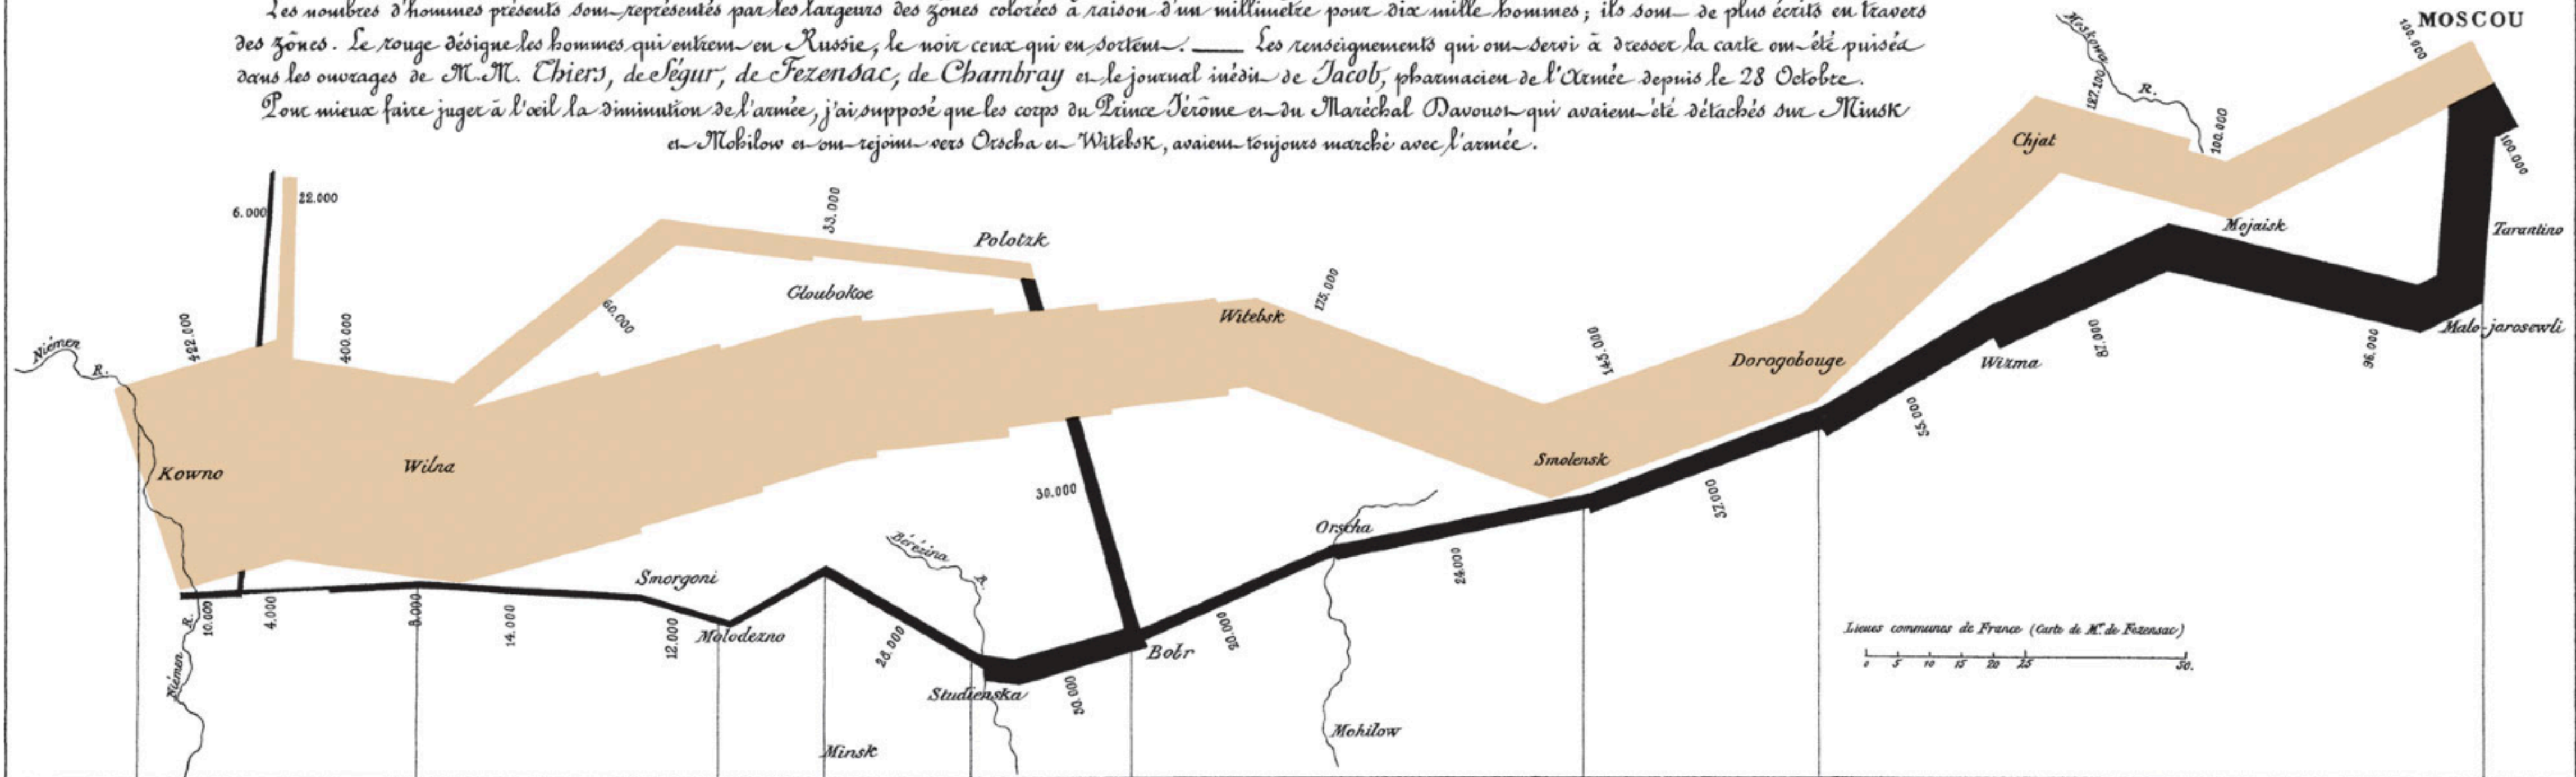 Les nombres d'hommes présents sont représentés par les largeurs des zônes colorées à raison d'un millimètre pour dix mille hommes; ils sont de plus écrits en travers
des zônes. Le rouge désigne les hommes qui entrent en Russie, le noir ceux qui en sortent. — Les renseignements qui ont servi à dresser la carte ont été puisés
dans les ouvrages de M.M. Thiers, de Ségur, de Fezensac, de Chambray et le journal inédit de Jacob, pharmacien de l'Armée depuis le 28 Octobre.
Pour mieux faire juger à l'œil la diminution de l'armée, j'ai supposé que les corps du Prince Jérôme et du Maréchal Davoust qui avaient été détachés sur Minsk
et Mohilow et ont rejoint vers Orscha et Witebsk, avaient toujours marché avec l'armée.
MOSCOU
100.000
Moskowa
R.
127.100
100.000
100.000
Chjat
Mojaisk
Tarantino
6.000
22.000
33.000
Polotzk
Gloubokoe
60.000
422.000
400.000
Niémen
R.
Witebsk
175.000
145.000
Dorogobouge
Wizma
87.000
96.000
Malo-jarosewli
Kowno
Wilna
Smolensk
55.000
37.000
30.000
Orscha
24.000
Bérézina
R.
Smorgoni
10.000
4.000
8.000
14.000
12.000
Molodezno
28.000
Studienska
50.000
Bobr
20.000
R.
Niémen
Minsk
Mohilow
Lieues communes de France (Carte de M. de Fezensac)
0 5 10 15 20 25 50.